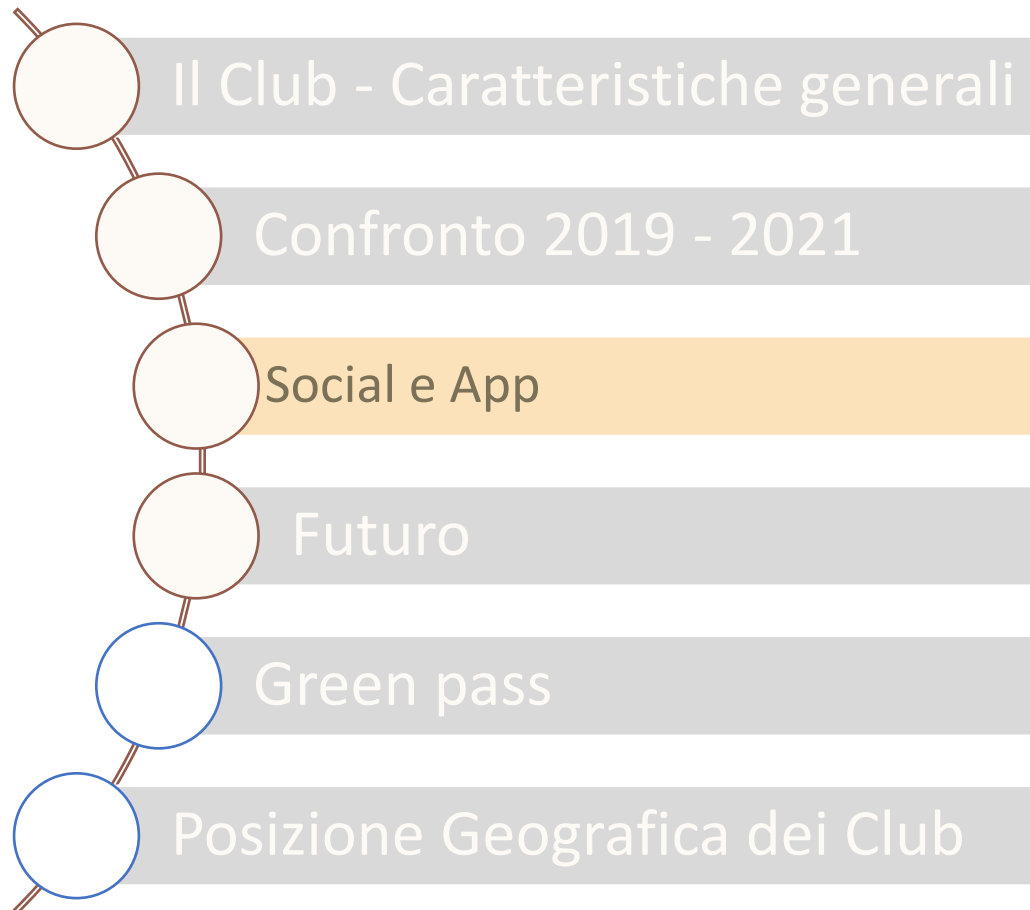 Il Club - Caratteristiche generali
Confronto 2019 - 2021
Social e App
Futuro
Green pass
Posizione Geografica dei Club